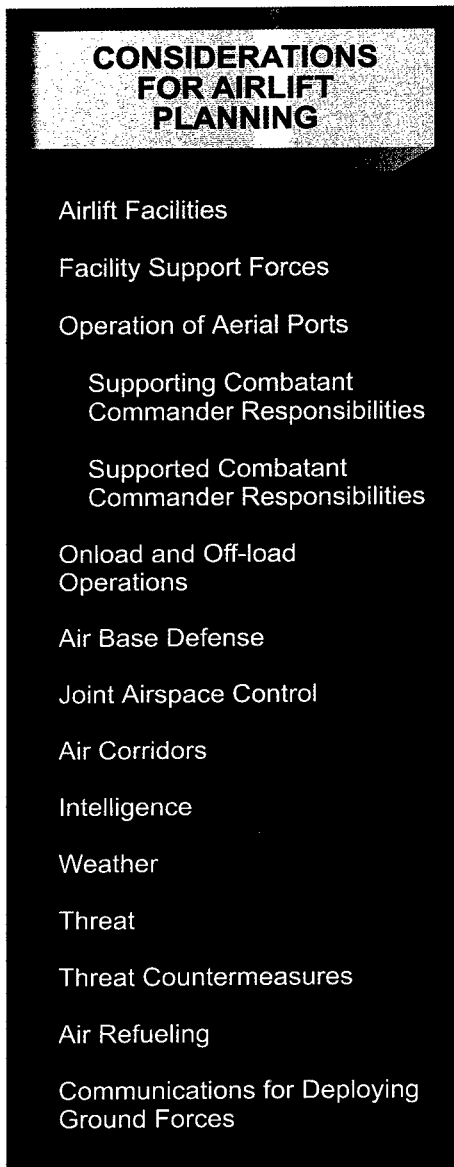 CONSIDERATIONS
FOR AIRLIFT
PLANNING
Airlift Facilities
Facility Support Forces
Operation of Aerial Ports
Supporting Combatant
Commander Responsibilities
Supported Combatant
Commander Responsibilities
Onload and Off-load
Operations
Air Base Defense
Joint Airspace Control
Air Corridors
Intelligence
Weather
Threat
Threat Countermeasures
Air Refueling
Communications for Deploying
Ground Forces